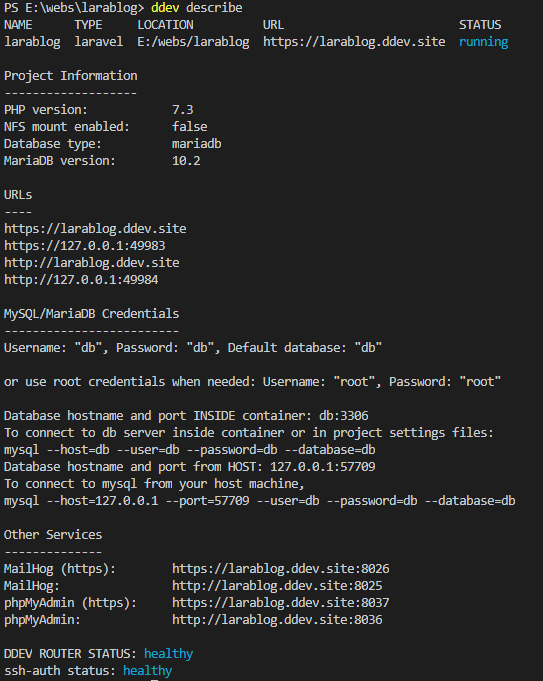 PS E:\webs\larablog> ddev describe
NAME TYPE LOCATION URL STATUS
larablog laravel E:/webs/larablog https://larablog.ddev.site running
Project Information
-------------------
PHP version: 7.3
NFS mount enabled: false
Database type: mariadb
MariaDB version: 10.2
URLs
----
https://larablog.ddev.site
https://127.0.0.1:49983
http://larablog.ddev.site
http://127.0.0.1:49984
MySQL/MariaDB Credentials
-------------------------
Username: "db", Password: "db", Default database: "db"
or use root credentials when needed: Username: "root", Password: "root"
Database hostname and port INSIDE container: db:3306
To connect to db server inside container or in project settings files:
mysql --host=db --user=db --password=db --database=db
Database hostname and port from HOST: 127.0.0.1:57709
To connect to mysql from your host machine,
mysql --host=127.0.0.1 --port=57709 --user=db --password=db --database=db
Other Services
--------------
MailHog (https): https://larablog.ddev.site:8026
MailHog: http://larablog.ddev.site:8025
phpMyAdmin (https): https://larablog.ddev.site:8037
phpMyAdmin: http://larablog.ddev.site:8036
DDEV ROUTER STATUS: healthy
ssh-auth status: healthy